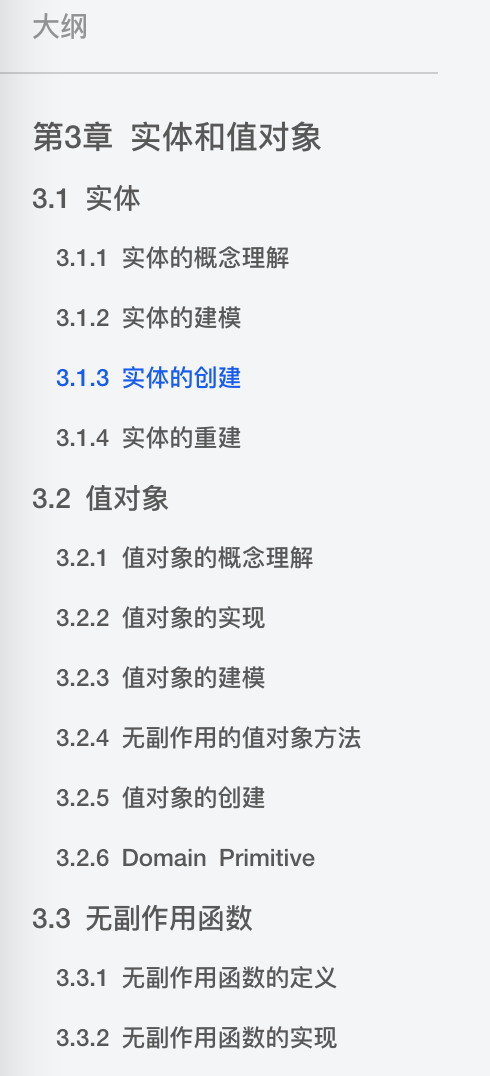 大纲
第3章 实体和值对象
3.1 实体
3.1.1 实体的概念理解
3.1.2 实体的建模
3.1.3 实体的创建
3.1.4 实体的重建
3.2 值对象
3.2.1 值对象的概念理解
3.2.2 值对象的实现
3.2.3 值对象的建模
3.2.4 无副作用的值对象方法
3.2.5 值对象的创建
3.2.6 Domain Primitive
3.3 无副作用函数
3.3.1 无副作用函数的定义
3.3.2 无副作用函数的实现